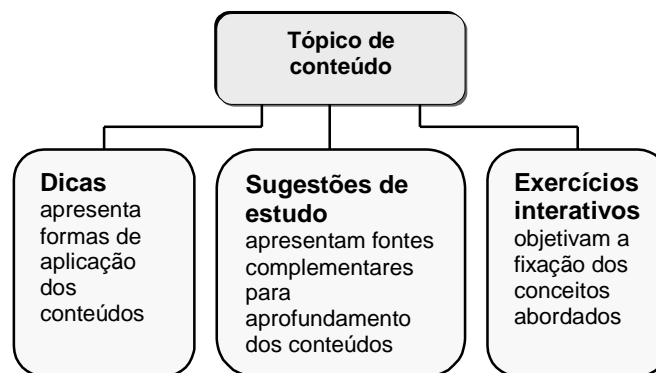 Tópico de
conteúdo
Dicas
apresenta
formas de
aplicação
dos
conteúdos
Sugestões de
estudo
apresentam fontes
complementares
para
aprofundamento
dos conteúdos
Exercícios
interativos
objetivam a
fixação dos
conceitos
abordados